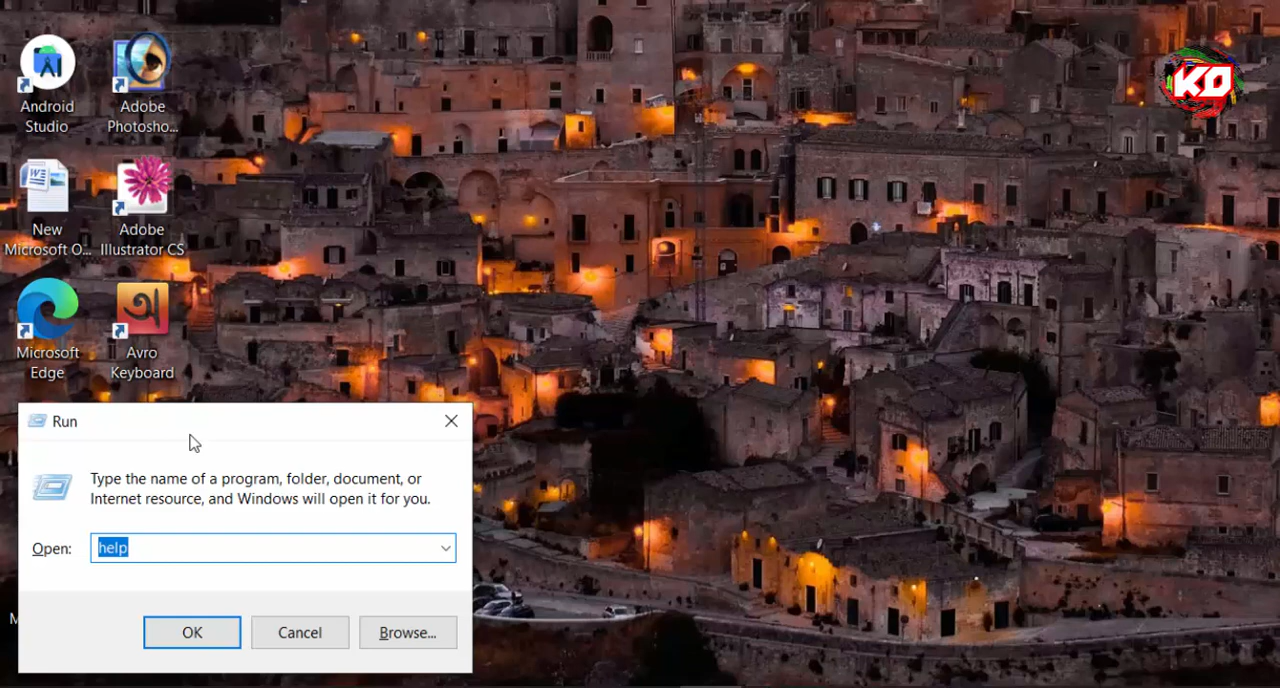 Android
Studio
Adobe
Photosho...
New
Microsoft O...
Adobe
Illustrator CS
Microsoft
Edge
অ
Avro
Keyboard
KO
Run
Type the name of a program, folder, document, or
Internet resource, and Windows will open it for you.
Open:
help
OK
Cancel
Browse...